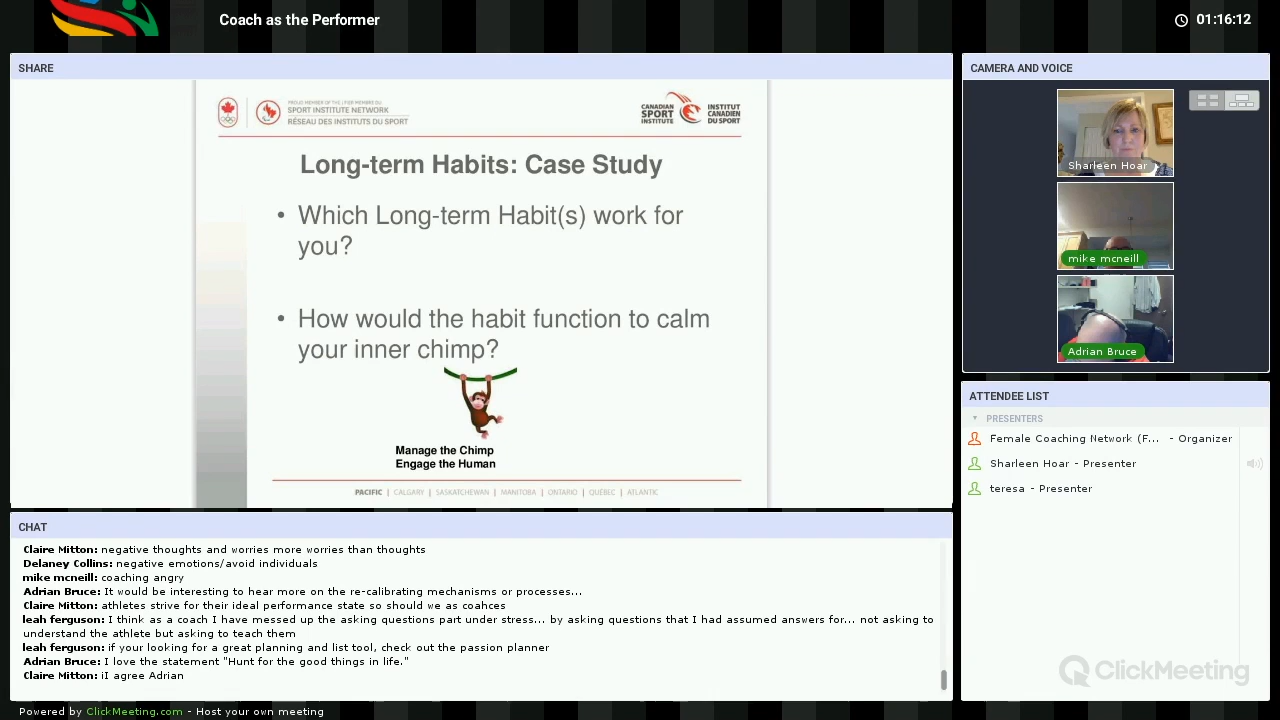 Coach as the Performer
01:16:12
SHARE
PROUD MEMBER OF THE | FIER MEMBRE DU
SPORT INSTITUTE NETWORK
RÉSEAU DES INSTITUTS DU SPORT
CANADIAN
SPORT
INSTITUTE
INSTITUT
CANADIEN
DU SPORT
Long-term Habits: Case Study
• Which Long-term Habit(s) work for
you?
• How would the habit function to calm
your inner chimp?
Manage the Chimp
Engage the Human
PACIFIC | CALGARY | SASKATCHEWAN | MANITOBA | ONTARIO | QUÉBEC | ATLANTIC
CAMERA AND VOICE
Sharleen Hoar
mike mcneill
Adrian Bruce
ATTENDEE LIST
PRESENTERS
Female Coaching Network (F... - Organizer
Sharleen Hoar - Presenter
teresa - Presenter
CHAT
Claire Mitton: negative thoughts and worries more worries than thoughts
Delaney Collins: negative emotions/avoid individuals
mike mcneill: coaching angry
Adrian Bruce: It would be interesting to hear more on the re-calibrating mechanisms or processes...
Claire Mitton: athletes strive for their ideal performance state so should we as coahces
leah ferguson: I think as a coach I have messed up the asking questions part under stress... by asking questions that I had assumed answers for... not asking to
understand the athlete but asking to teach them
leah ferguson: if your looking for a great planning and list tool, check out the passion planner
Adrian Bruce: I love the statement "Hunt for the good things in life."
Claire Mitton: iI agree Adrian
ClickMeeting
Powered by ClickMeeting.com - Host your own meeting